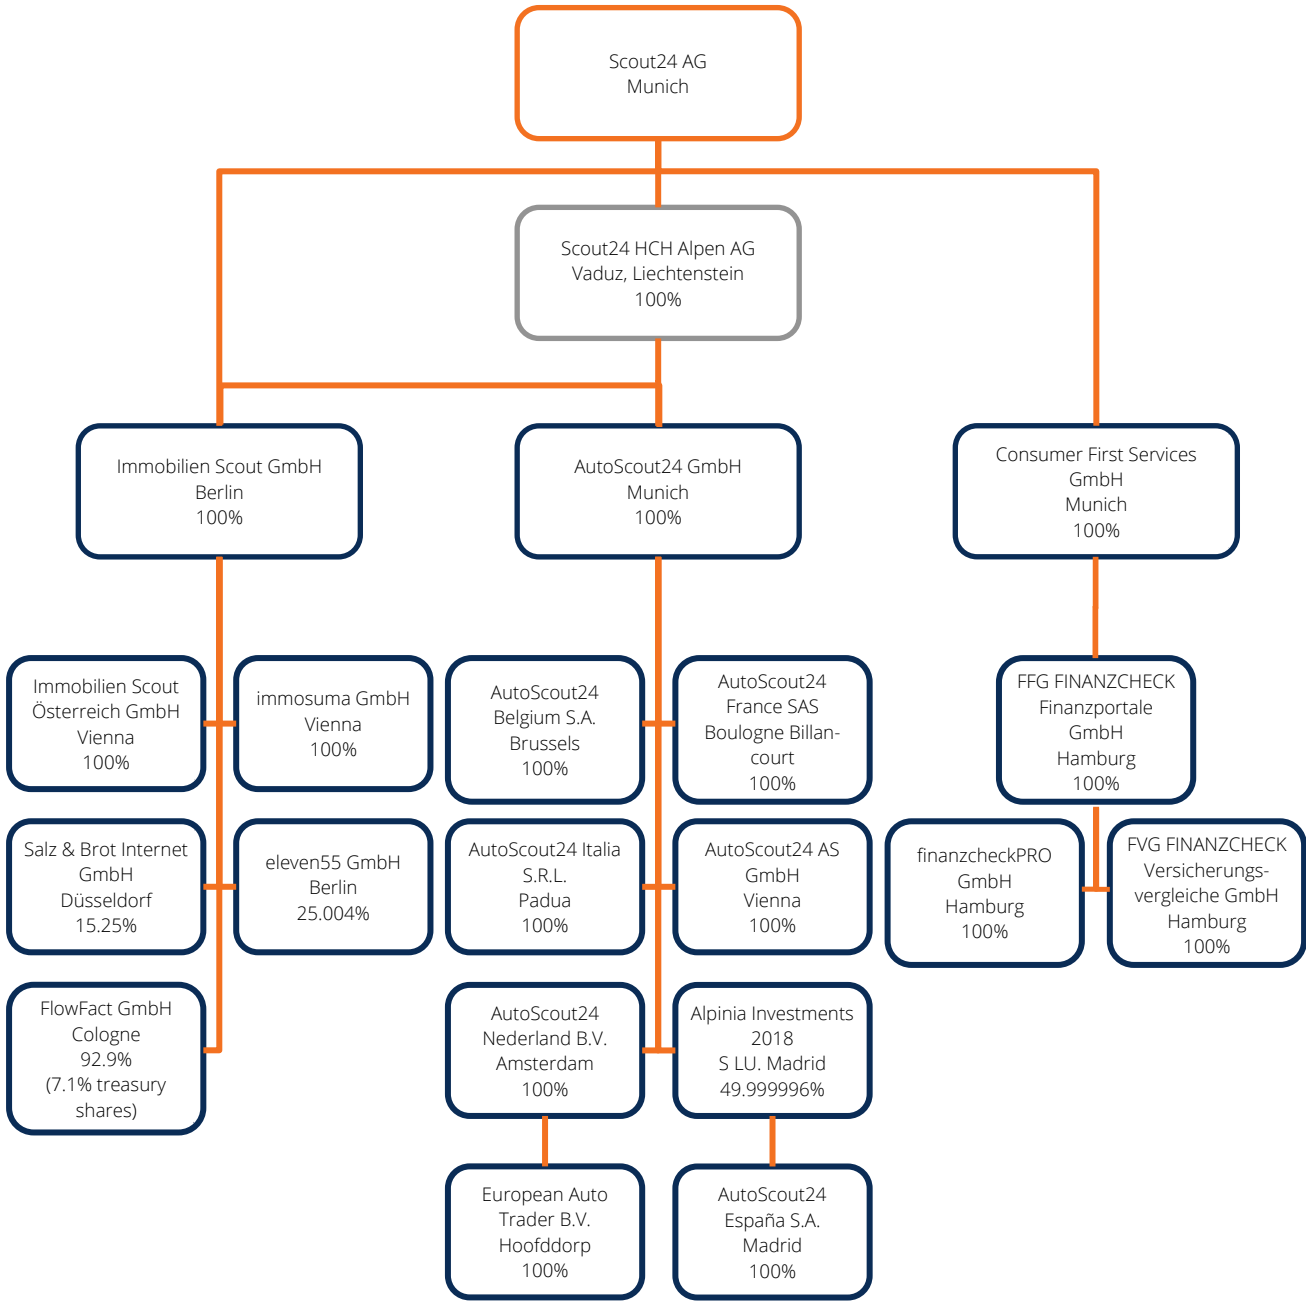 Scout24 AG
Munich
Scout24 HCH Alpen AG
Vaduz, Liechtenstein
100%
Immobilien Scout GmbH
Berlin
100%
AutoScout24 GmbH
Munich
100%
Consumer First Services
GmbH
Munich
100%
Immobilien Scout
Österreich GmbH
Vienna
100%
immosuma GmbH
Vienna
100%
AutoScout24
Belgium S.A.
Brussels
100%
AutoScout24
France SAS
Boulogne Billan-
court
100%
FFG FINANZCHECK
Finanzportale
GmbH
Hamburg
100%
Salz & Brot Internet
GmbH
Düsseldorf
15.25%
eleven55 GmbH
Berlin
25.004%
AutoScout24 Italia
S.R.L.
Padua
100%
AutoScout24 AS
GmbH
Vienna
100%
finanzcheckPRO
GmbH
Hamburg
100%
FVG FINANZCHECK
Versicherungs-
vergleiche GmbH
Hamburg
100%
FlowFact GmbH
Cologne
92.9%
(7.1% treasury
shares)
AutoScout24
Nederland B.V.
Amsterdam
100%
Alpinia Investments
2018
S LU. Madrid
49.999996%
European Auto
Trader B.V.
Hoofddorp
100%
AutoScout24
España S.A.
Madrid
100%